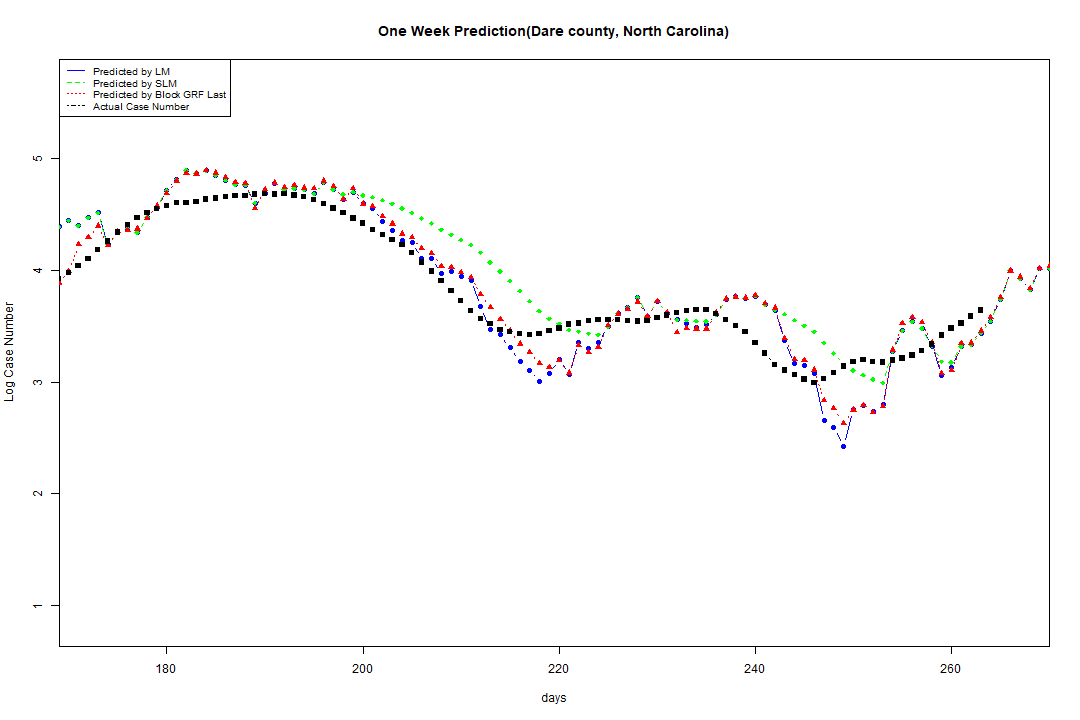 One Week Prediction(Dare county, North Carolina)
Predicted by LM
Predicted by SLM
Predicted by Block GRF Last
Actual Case Number
5
4
3
2
1
Log Case Number
180 200 220 240 260
days